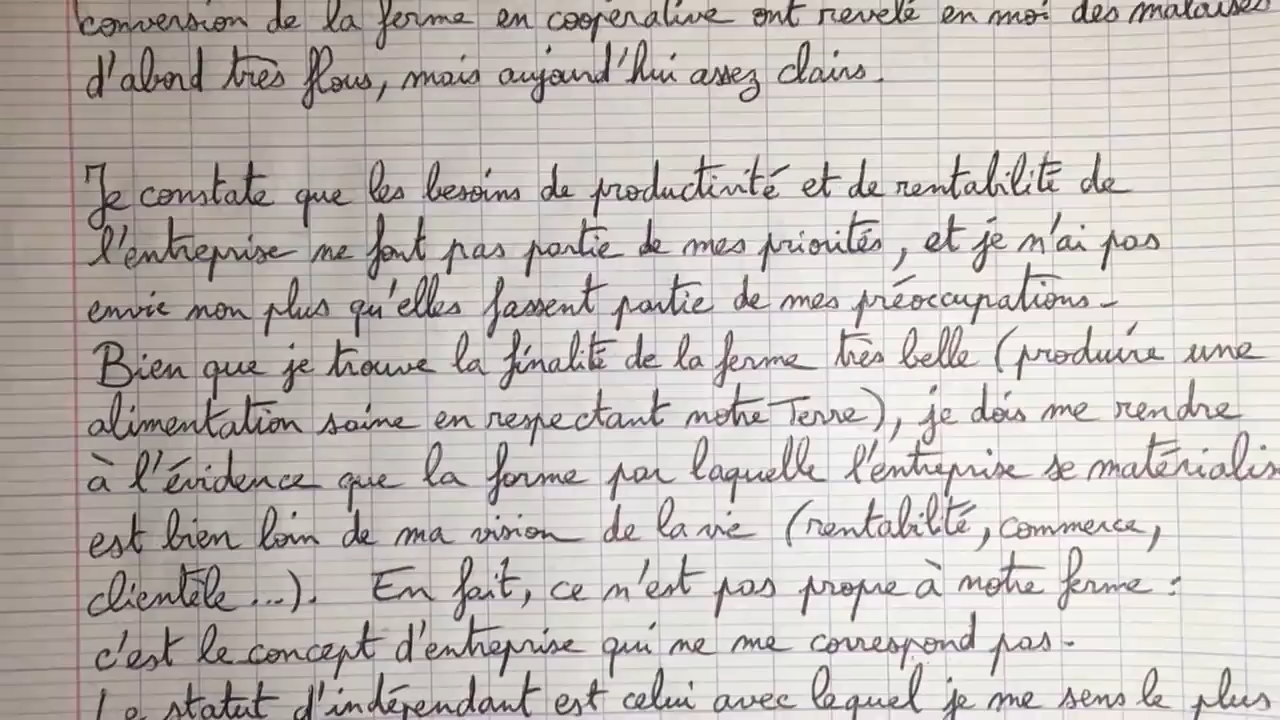 conversion de la ferme en coopérative ont revelé en moi des malaises
d'abord très flous, mais aujourd'hui assez clairs.
Je constate que les besoins de productivité et de rentabilité de
l'entreprise ne font pas partie de mes priorités, et je n'ai pas
envie non plus qu'elles fassent partie de mes préoccupations.
Bien que je trouve la finalité de la ferme très belle (produire une
alimentation saine en respectant notre Terre), je dois me rendre
à l'évidence que la forme par laquelle l'entreprise se matérialis
est bien loin de ma vision de la vie (rentabilité, commerce,
clientèle...). En fait, ce n'est pas propre à notre ferme :
c'est le concept d'entreprise qui ne me correspond pas.
Le statut d'indépendant est celui avec lequel je me sens le plus